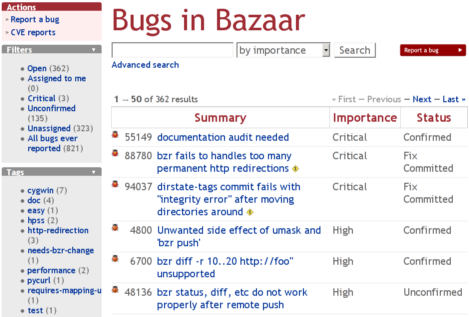 Actions
Report a bug
CVE reports
Filters
Open (362)
Assigned to me
(0)
Critical (3)
Unconfirmed
(135)
Unassigned (323)
All bugs ever
reported (821)
Tags
cygwin (7)
doc (4)
easy (1)
hpss (2)
http-redirection
(3)
needs-bzr-change
(1)
performance (2)
pycurl (1)
requires-mapping-u
(1)
test (1)
Bugs in Bazaar
by importance
Search
Report a bug
Advanced search
1 — 50 of 362 results
« First — Previous — Next — Last »
Summary Importance Status
55149 documentation audit needed Critical Confirmed
88780 bzr fails to handles too many Critical Fix
permanent http redirections Committed
94037 dirstate-tags commit fails with Critical Fix
"integrity error" after moving Committed
directories around
4800 Unwanted side effect of umask and High Confirmed
'bzr push'
6700 bzr diff -r 10..20 http://foo" High Confirmed
unsupported
48136 bzr status, diff, etc do not work High Unconfirmed
properly after remote push